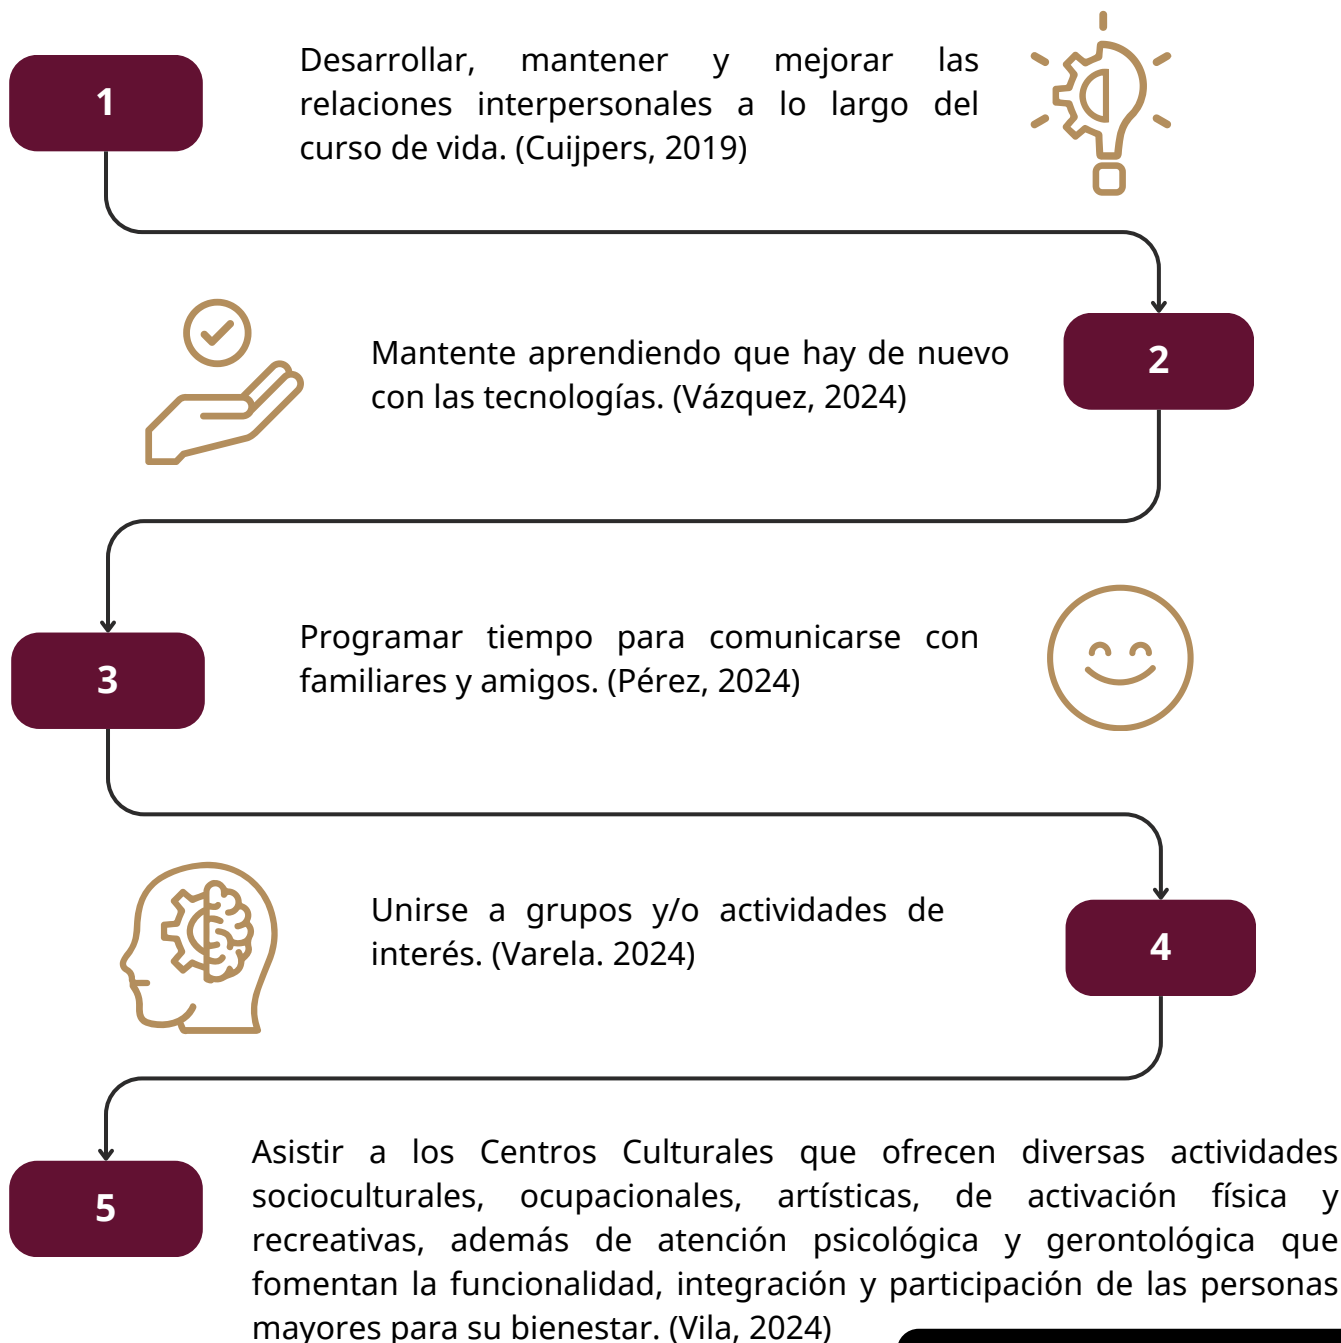 1
Desarrollar, mantener y mejorar las
relaciones interpersonales a lo largo del
curso de vida. (Cuijpers, 2019)
Mantente aprendiendo que hay de nuevo
con las tecnologías. (Vázquez, 2024)
2
3
Programar tiempo para comunicarse con
familiares y amigos. (Pérez, 2024)
Unirse a grupos y/o actividades de
interés. (Varela. 2024)
4
5
Asistir a los Centros Culturales que ofrecen diversas actividades
socioculturales, ocupacionales, artísticas, de activación física y
recreativas, además de atención psicológica y gerontológica que
fomentan la funcionalidad, integración y participación de las personas
mayores para su bienestar. (Vila, 2024)